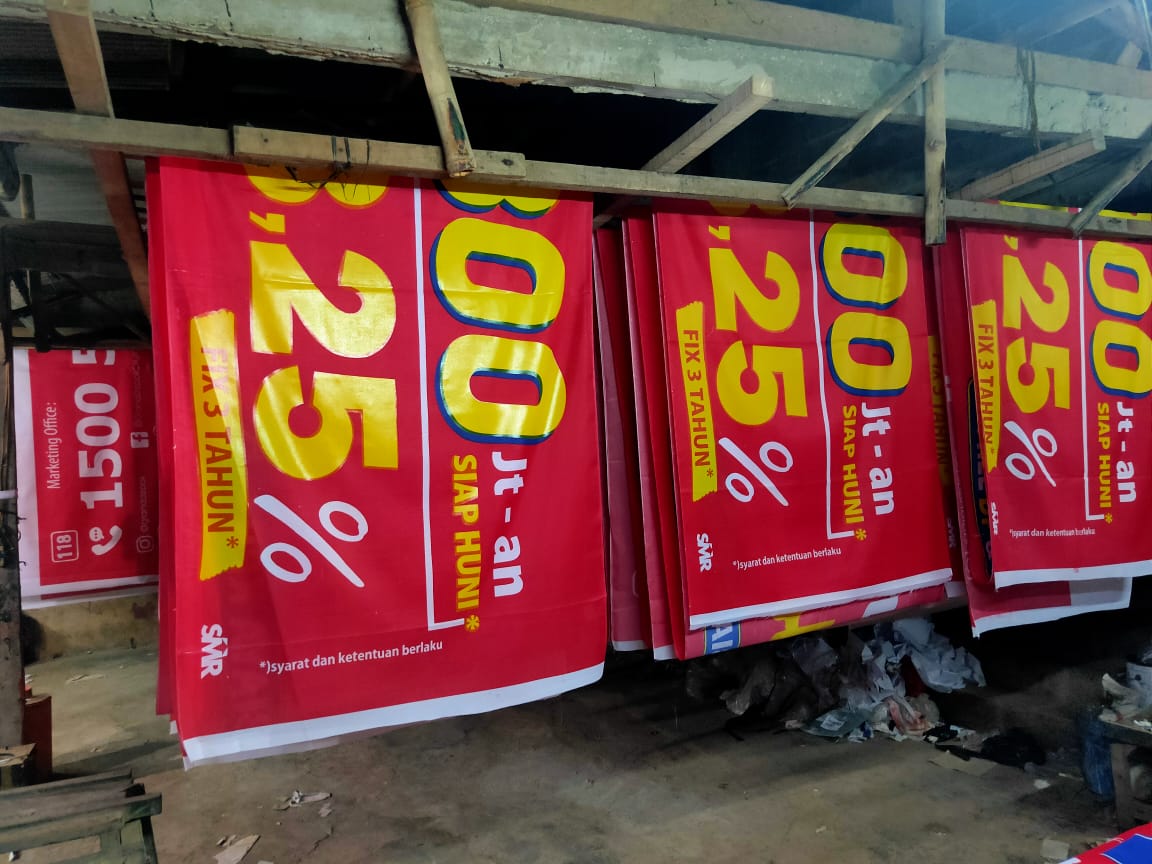 Marketing Office:
1500
118
00 Jt - an
SIAP HUNI*
,25%
FIX 3 TAHUN*
*)syarat dan ketentuan berlaku
SMR
00 Jt - an
SIAP HUNI*
,25%
FIX 3 TAHUN*
*)syarat dan ketentuan berlaku
SMR
00 Jt - an
SIAP HUNI*
,25%
FIX 3 TAHUN*
*)syarat dan ketentuan berlaku
SMR